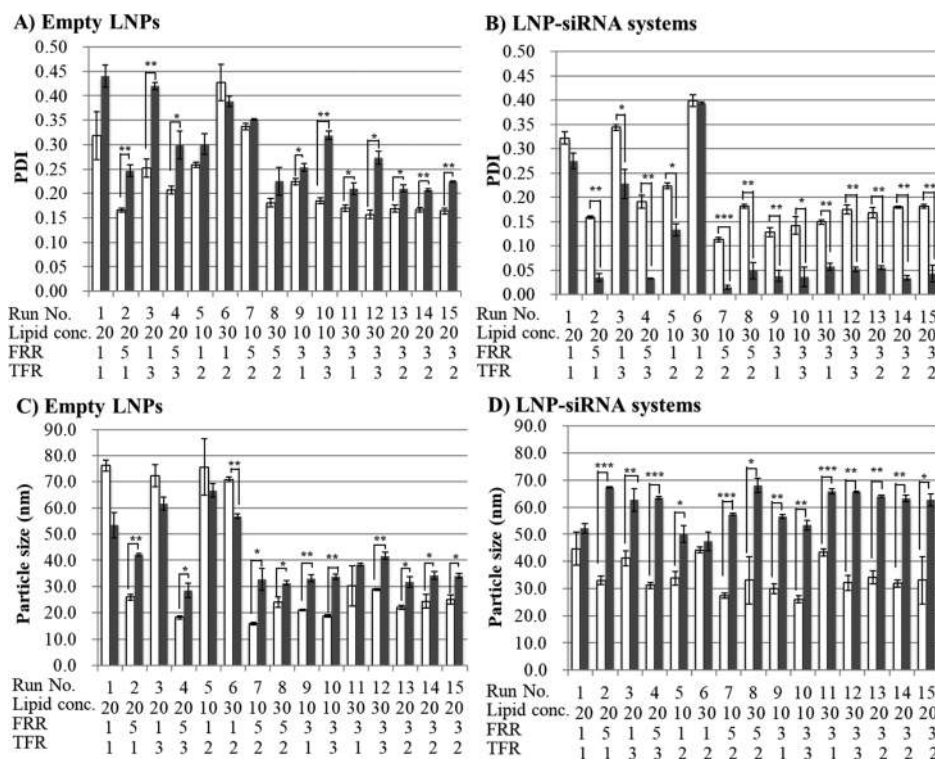 A) Empty LNPs
PDI
0.50
0.45
0.40
0.35
0.30
0.25
0.20
0.15
0.10
0.05
0.00
** ** * * ** * * * ** **
Run No. 1 2 3 4 5 6 7 8 9 10 11 12 13 14 15
Lipid conc. 20 20 20 20 10 30 10 30 10 10 30 30 20 20 20
FRR 1 5 1 5 1 1 5 5 3 3 3 3 3 3 3
TFR 1 1 3 3 2 2 2 2 1 3 1 3 2 2 2
B) LNP-siRNA systems
PDI
0.50
0.45
0.40
0.35
0.30
0.25
0.20
0.15
0.10
0.05
0.00
** * ** * *** ** ** * ** ** ** ** **
Run No. 1 2 3 4 5 6 7 8 9 10 11 12 13 14 15
Lipid conc. 20 20 20 20 10 30 10 30 10 10 30 30 20 20 20
FRR 1 5 1 5 1 1 5 5 3 3 3 3 3 3 3
TFR 1 1 3 3 2 2 2 2 1 3 1 3 2 2 2
C) Empty LNPs
Particle size (nm)
90.0
80.0
70.0
60.0
50.0
40.0
30.0
20.0
10.0
0.0
** * ** * * ** ** ** * * *
Run No. 1 2 3 4 5 6 7 8 9 10 11 12 13 14 15
Lipid conc. 20 20 20 20 10 30 10 30 10 10 30 30 20 20 20
FRR 1 5 1 5 1 1 5 5 3 3 3 3 3 3 3
TFR 1 1 3 3 2 2 2 2 1 3 1 3 2 2 2
D) LNP-siRNA systems
Particle size (nm)
90.0
80.0
70.0
60.0
50.0
40.0
30.0
20.0
10.0
0.0
*** ** *** * *** * ** ** *** ** ** ** *
Run No. 1 2 3 4 5 6 7 8 9 10 11 12 13 14 15
Lipid conc. 20 20 20 20 10 30 10 30 10 10 30 30 20 20 20
FRR 1 5 1 5 1 1 5 5 3 3 3 3 3 3 3
TFR 1 1 3 3 2 2 2 2 1 3 1 3 2 2 2